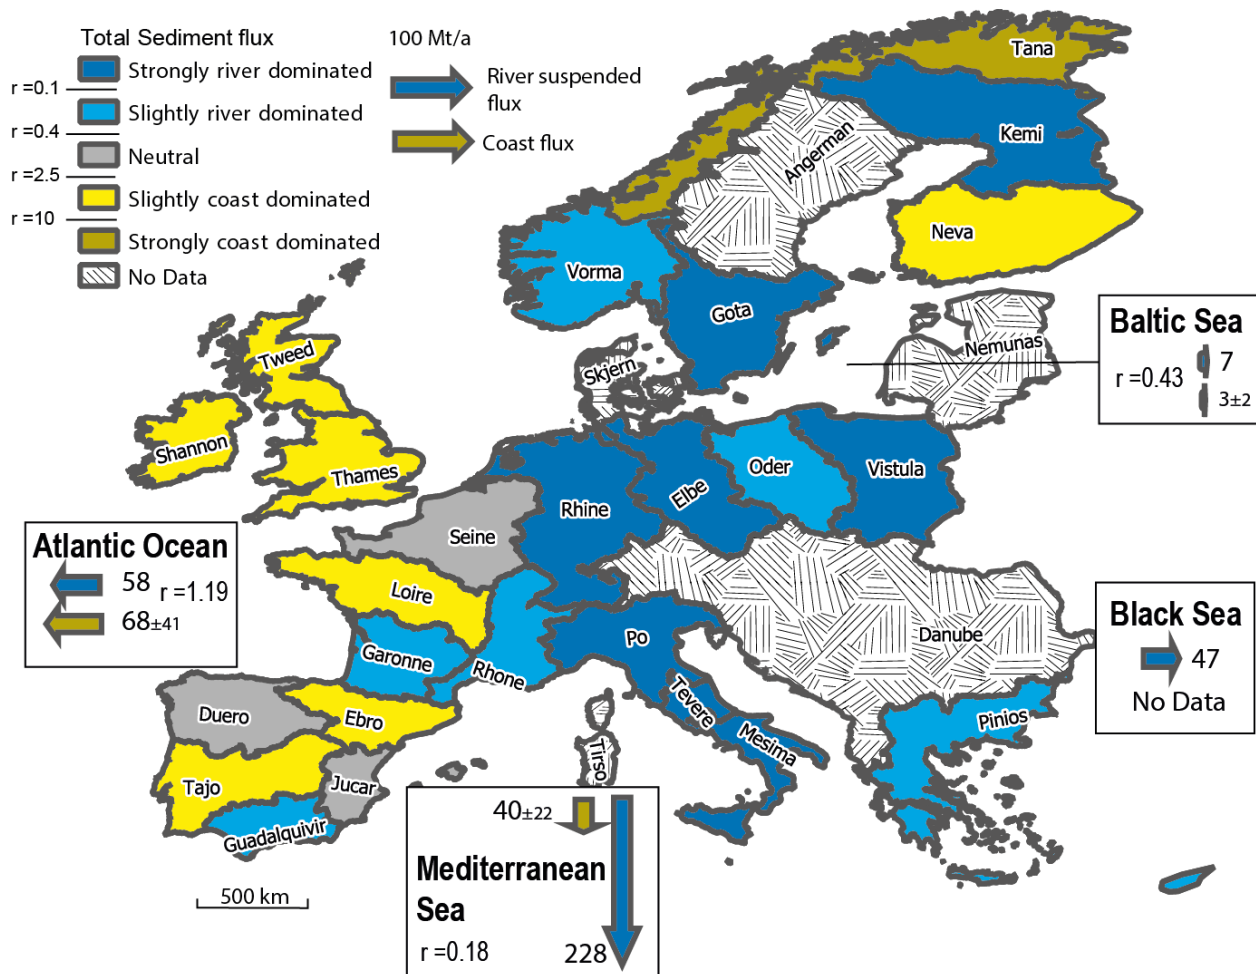 Total Sediment flux
Strongly river dominated
r =0.1
Slightly river dominated
r =0.4
Neutral
r =2.5
Slightly coast dominated
r =10
Strongly coast dominated
No Data
100 Mt/a
River suspended
flux
Coast flux
Tana
Kemi
Angerman
Neva
Vorma
Gota
Baltic Sea
r =0.43
7
3±2
Nemunas
Skjern
Tweed
Shannon
Thames
Oder
Vistula
Elbe
Rhine
Seine
Atlantic Ocean
58
r =1.19
68±41
Loire
Garonne
Rhone
Po
Danube
Black Sea
47
No Data
Tevere
Mesima
Pinios
Duero
Ebro
Tirso
Tajo
Jucar
Guadalquivir
500 km
40±22
Mediterranean
Sea
r =0.18
228